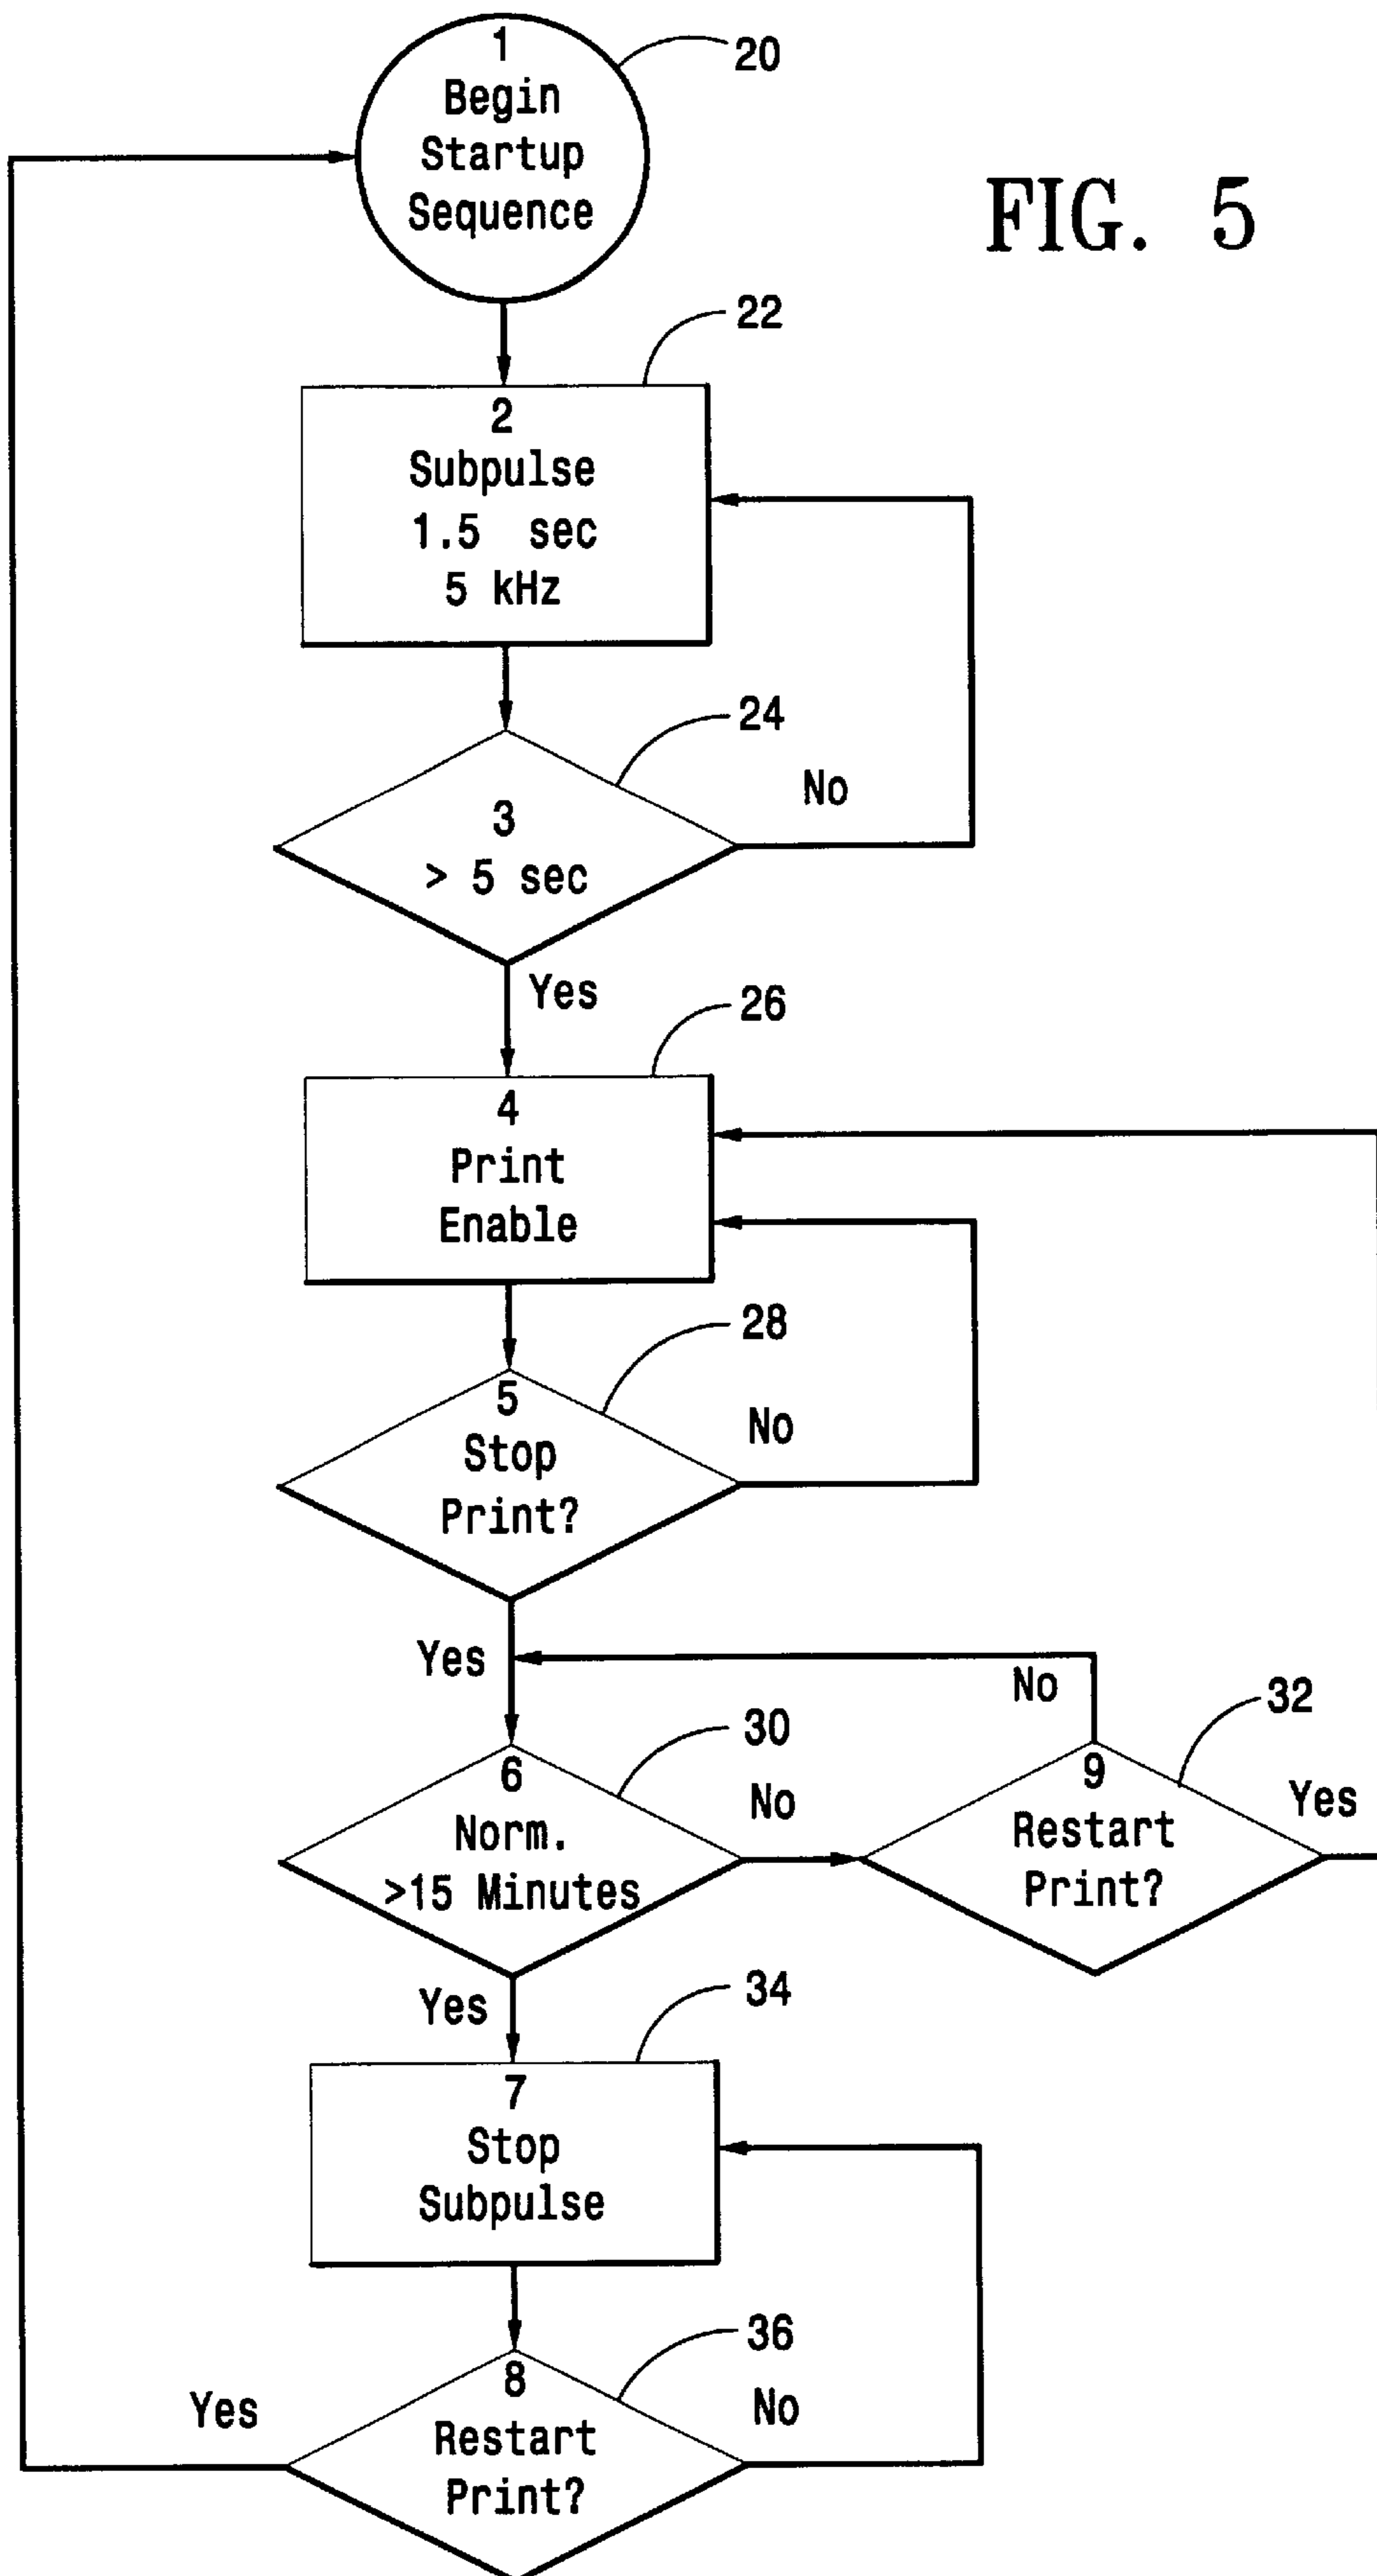 1
Begin
Startup
Sequence
20
FIG. 5
2
Subpulse
1.5 sec
5 kHz
22
3
> 5 sec
24
No
Yes
4
Print
Enable
26
5
Stop
Print?
28
No
Yes
6
Norm.
>15 Minutes
30
No
9
Restart
Print?
32
No
Yes
Yes
7
Stop
Subpulse
34
8
Restart
Print?
36
Yes
No